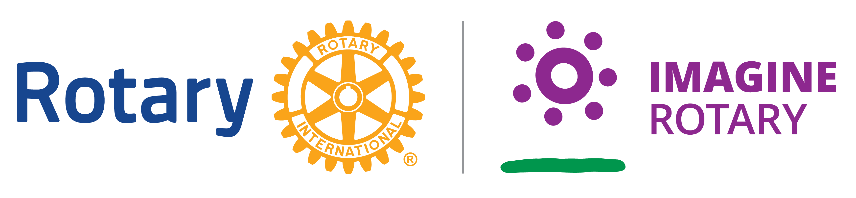 Rotary
ROTARY
INTERNATIONAL
®
IMAGINE
ROTARY